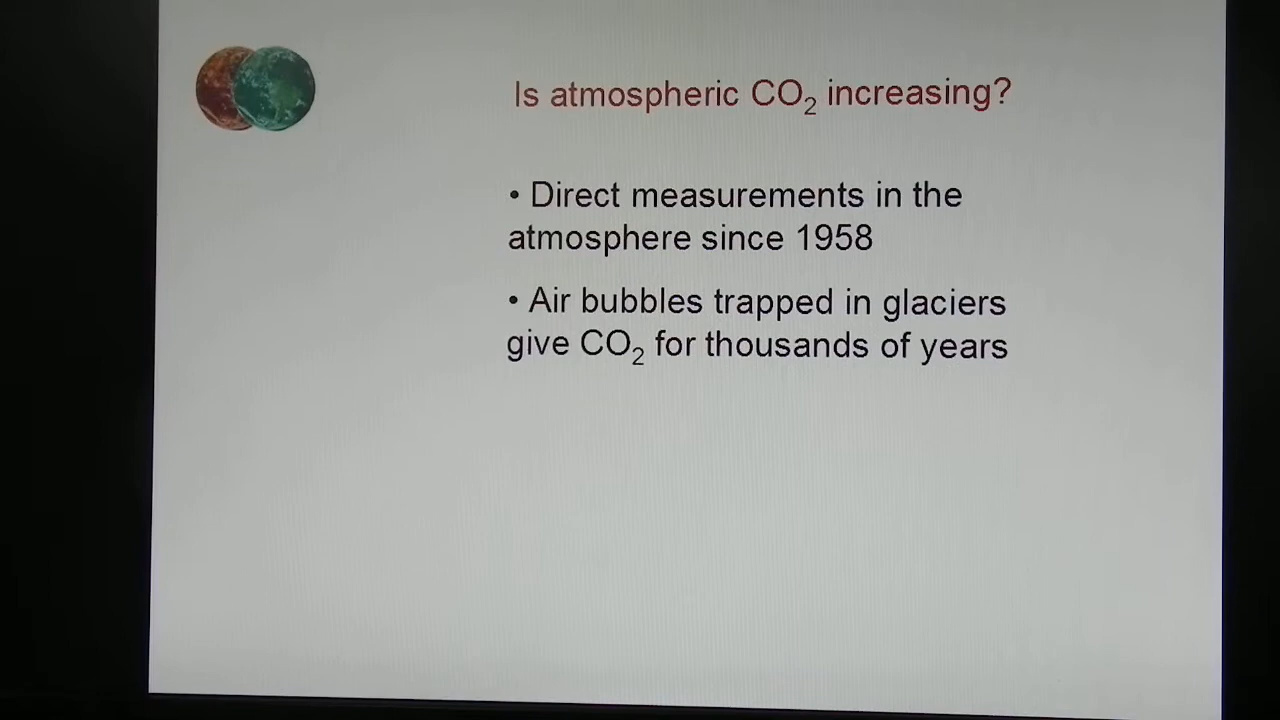 Is atmospheric CO₂ increasing?
• Direct measurements in the
atmosphere since 1958
• Air bubbles trapped in glaciers
give CO₂ for thousands of years